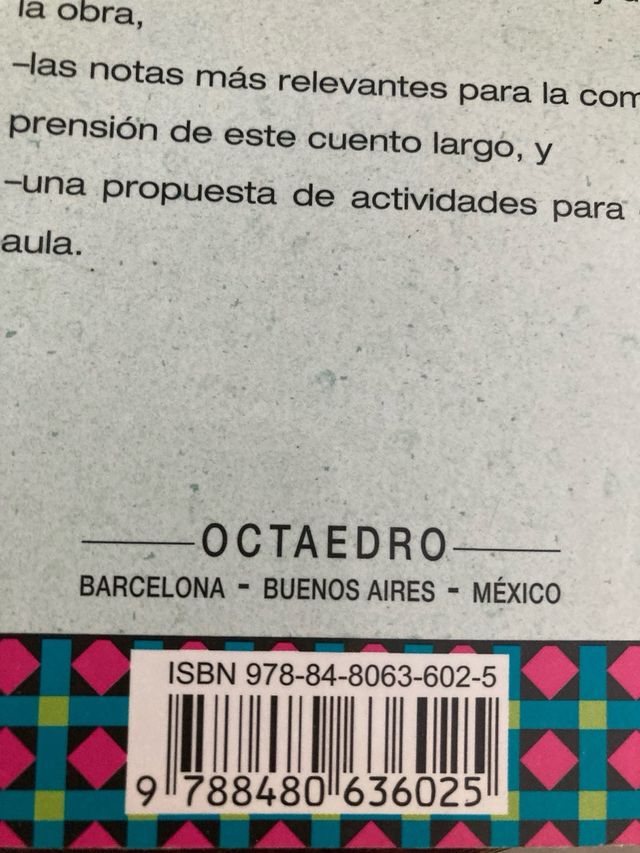 la obra,
–las notas más relevantes para la com
prensión de este cuento largo, y
–una propuesta de actividades para
aula.
OCTAEDRO
BARCELONA - BUENOS AIRES - MÉXICO
ISBN 978-84-8063-602-5
9 788480 636025